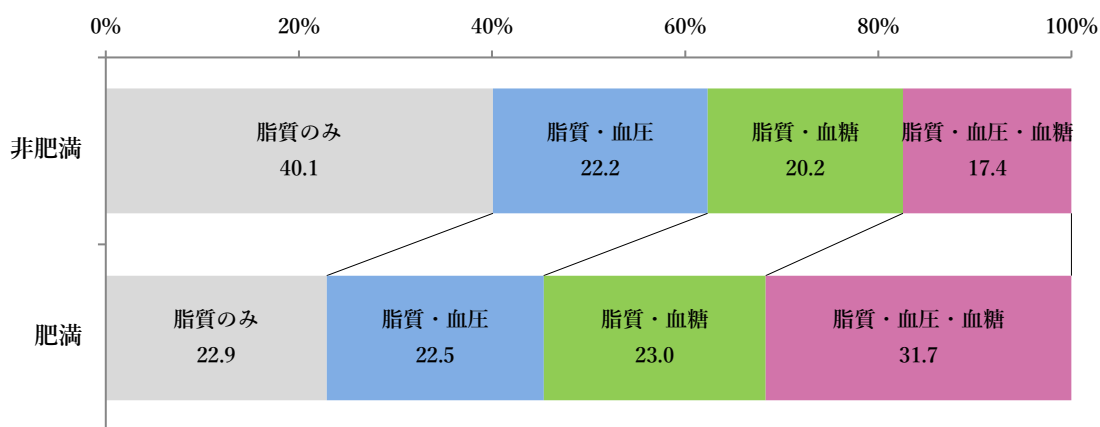 0% 20% 40% 60% 80% 100%
非肥満
脂質のみ 脂質・血圧 脂質・血糖 脂質・血圧・血糖
40.1 22.2 20.2 17.4
肥満
脂質のみ 脂質・血圧 脂質・血糖 脂質・血圧・血糖
22.9 22.5 23.0 31.7